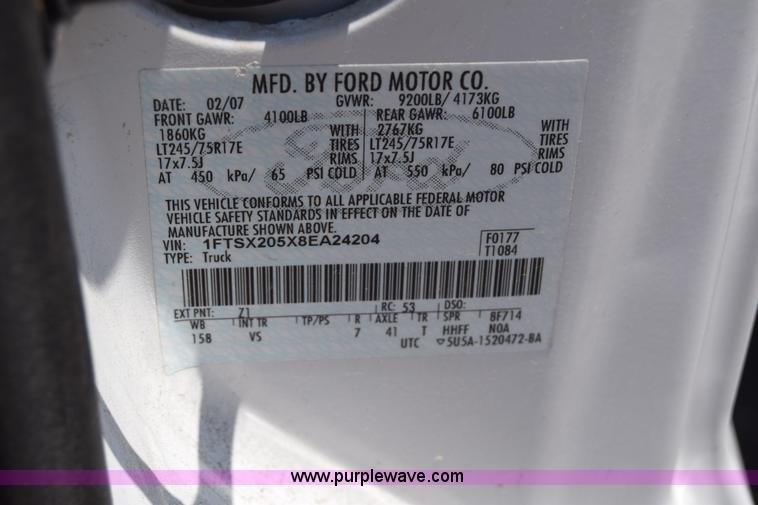 MFD. BY FORD MOTOR CO.
DATE: 02/07 GVWR: 9200LB/ 4173KG
FRONT GAWR: 4100LB REAR GAWR: 6100LB
1860KG WITH 2767KG WITH
LT245/75R17E TIRES LT245/75R17E TIRES
17x7.5J RIMS 17x7.5J RIMS
AT 450 kPa/ 65 PSI COLD AT 550 kPa/ 80 PSI COLD
Ford
THIS VEHICLE CONFORMS TO ALL APPLICABLE FEDERAL MOTOR
VEHICLE SAFETY STANDARDS IN EFFECT ON THE DATE OF
MANUFACTURE SHOWN ABOVE.
VIN: 1FTSX205X8EA24204 F0177
TYPE: Truck T1084
EXT PNT: Z1 RC: 53 DSO:
WB INT TR TP/PS R AXLE TR SPR 8F714
158 VS 7 41 T HHFF NOA
UTC ▽5U5A-1520472-BA
www.purplewave.com